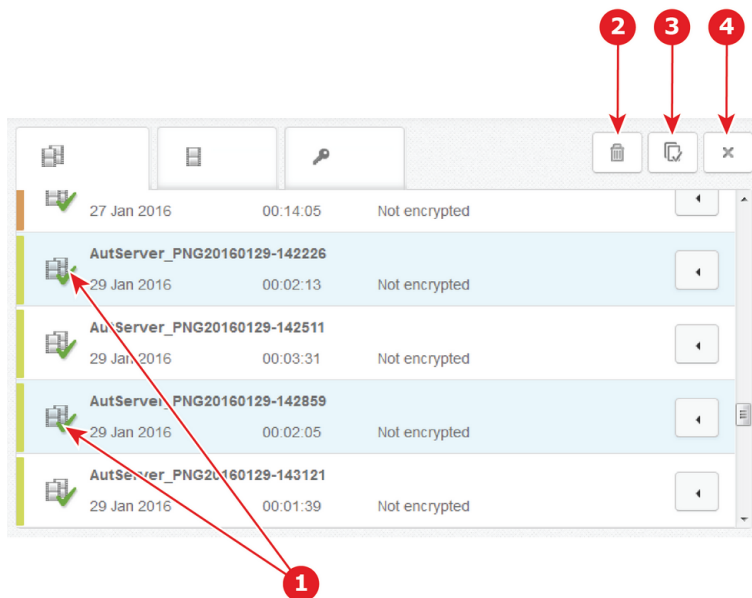 2 3 4
27 Jan 2016 00:14:05 Not encrypted
AutServer_PNG20160129-142226
29 Jan 2016 00:02:13 Not encrypted
AutServer_PNG20160129-142511
29 Jan 2016 00:03:31 Not encrypted
AutServer_PNG20160129-142859
29 Jan 2016 00:02:05 Not encrypted
AutServer_PNG20160129-143121
29 Jan 2016 00:01:39 Not encrypted
1